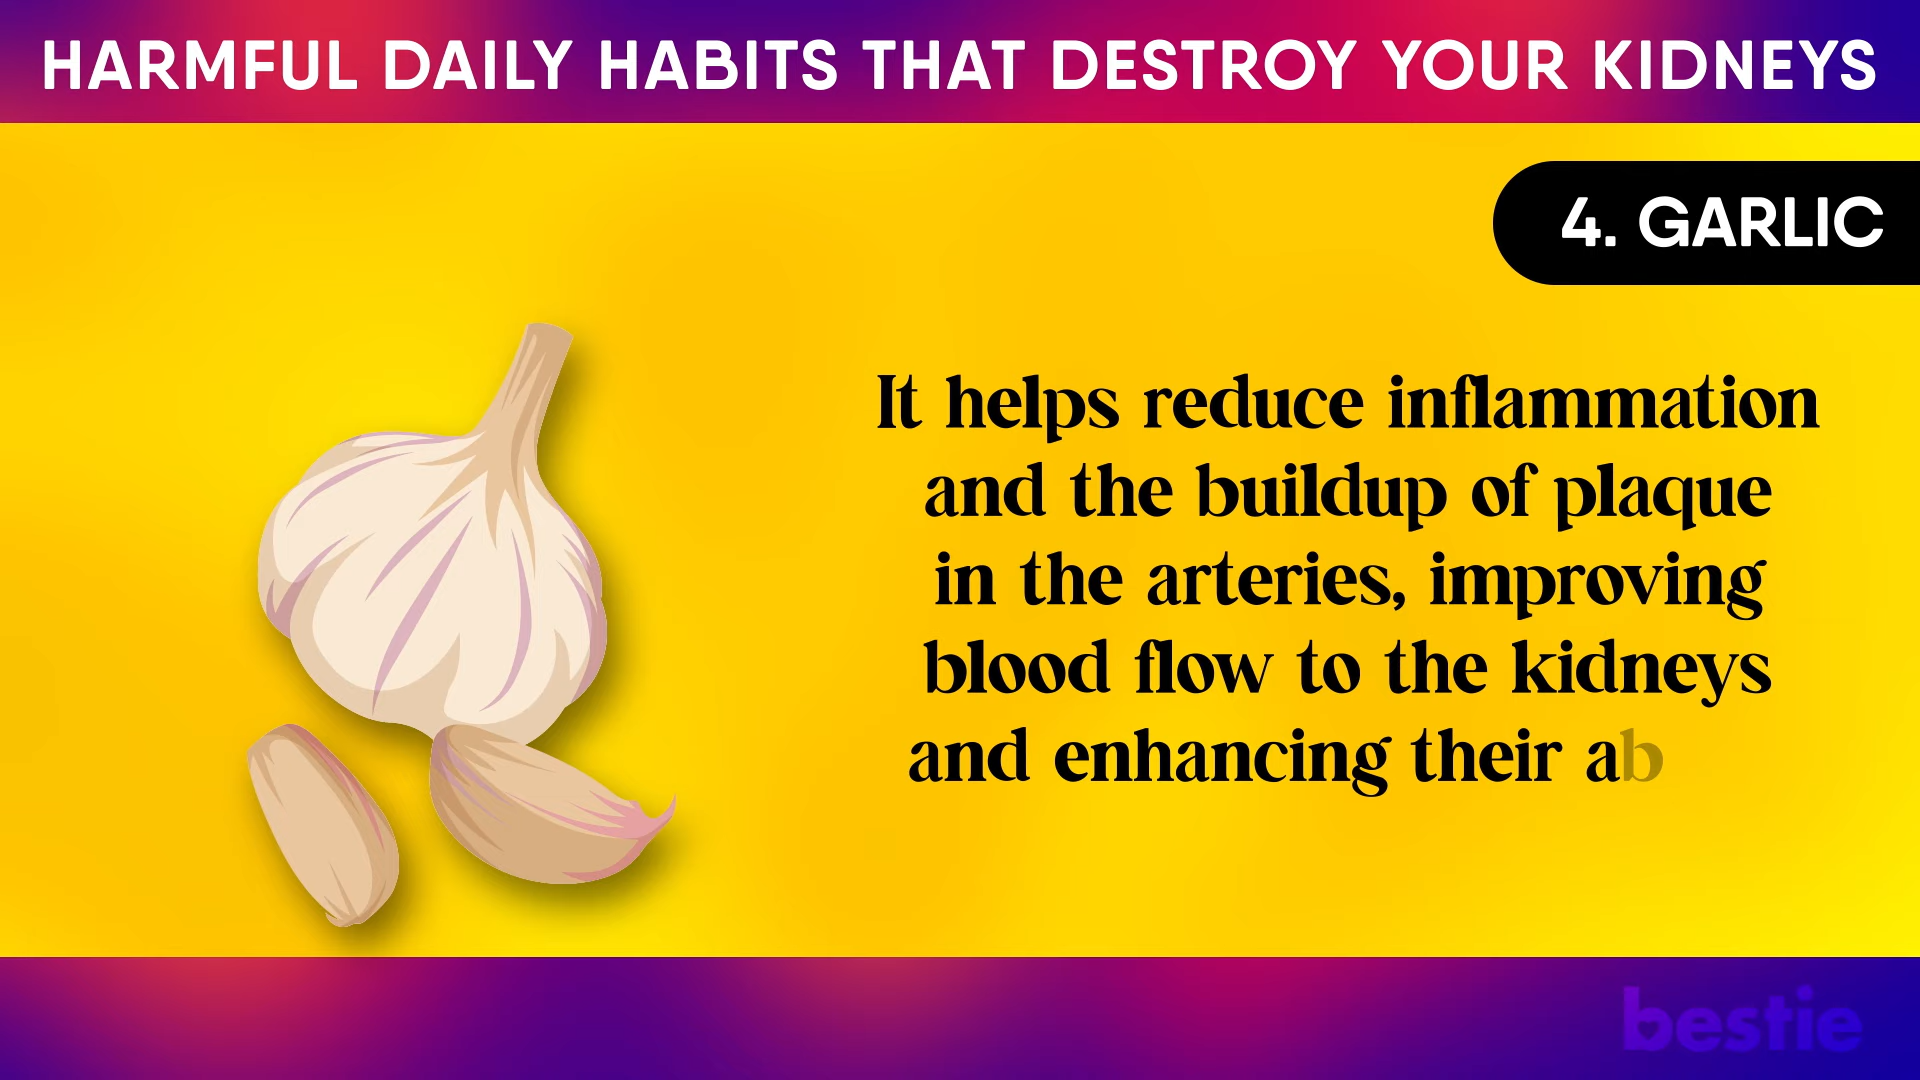 HARMFUL DAILY HABITS THAT DESTROY YOUR KIDNEYS
4. GARLIC
It helps reduce inflammation
and the buildup of plaque
in the arteries, improving
blood flow to the kidneys
and enhancing their ab
bestie